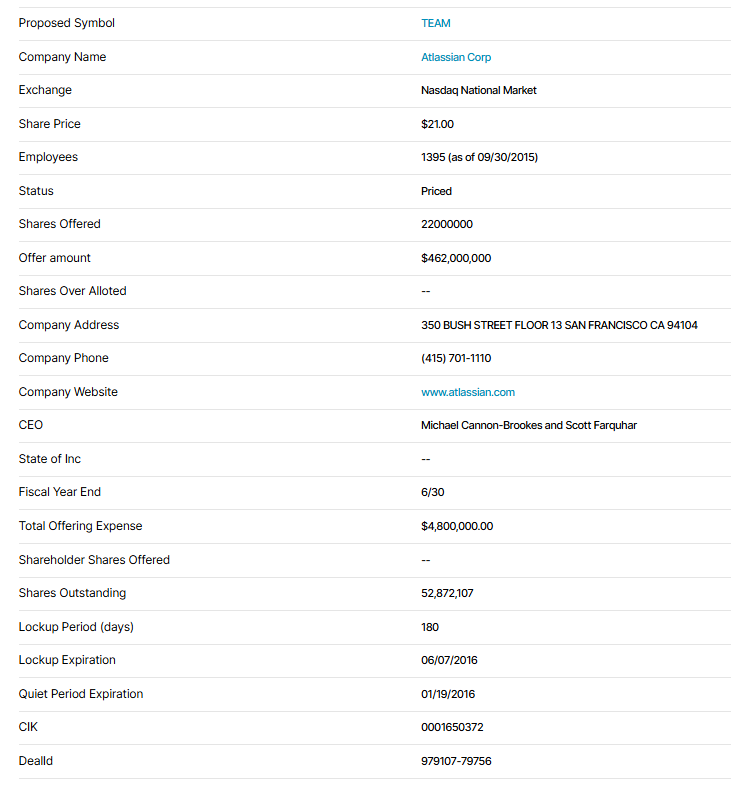 Proposed Symbol TEAM
Company Name Atlassian Corp
Exchange Nasdaq National Market
Share Price $21.00
Employees 1395 (as of 09/30/2015)
Status Priced
Shares Offered 22000000
Offer amount $462,000,000
Shares Over Alloted --
Company Address 350 BUSH STREET FLOOR 13 SAN FRANCISCO CA 94104
Company Phone (415) 701-1110
Company Website www.atlassian.com
CEO Michael Cannon-Brookes and Scott Farquhar
State of Inc --
Fiscal Year End 6/30
Total Offering Expense $4,800,000.00
Shareholder Shares Offered --
Shares Outstanding 52,872,107
Lockup Period (days) 180
Lockup Expiration 06/07/2016
Quiet Period Expiration 01/19/2016
CIK 0001650372
DealId 979107-79756